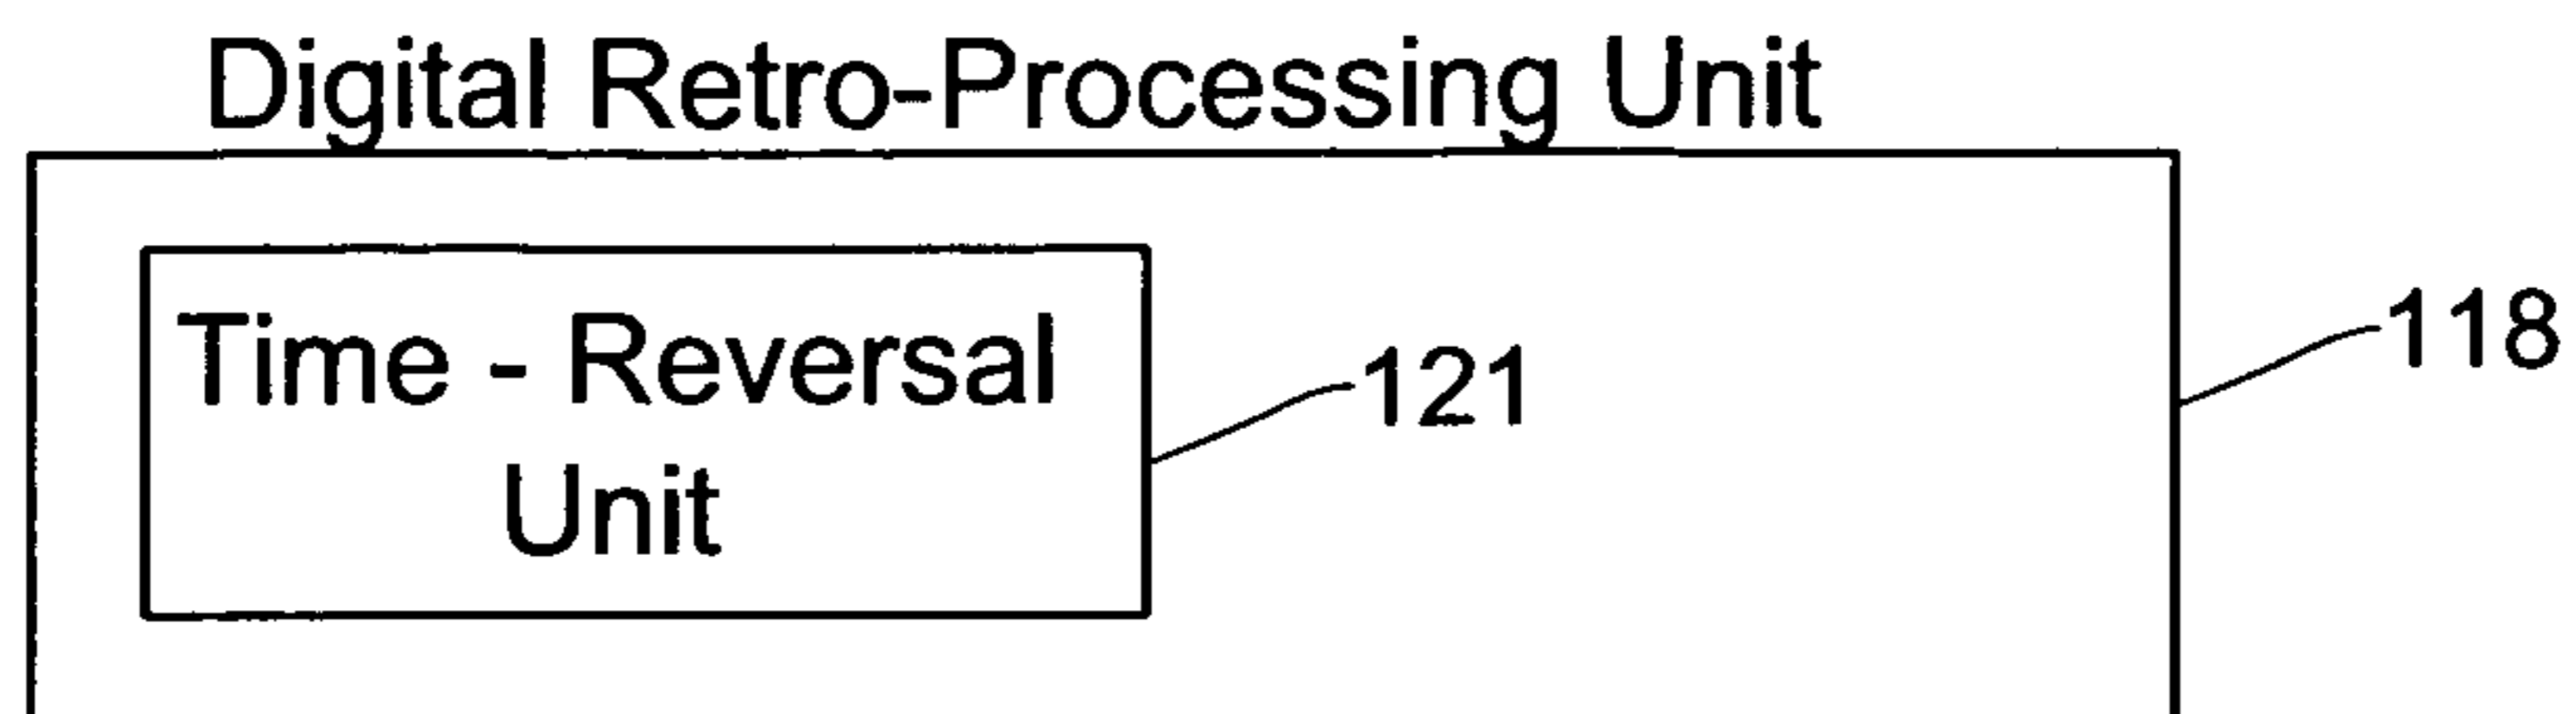 Digital Retro-Processing Unit
Time - Reversal
Unit
121
118